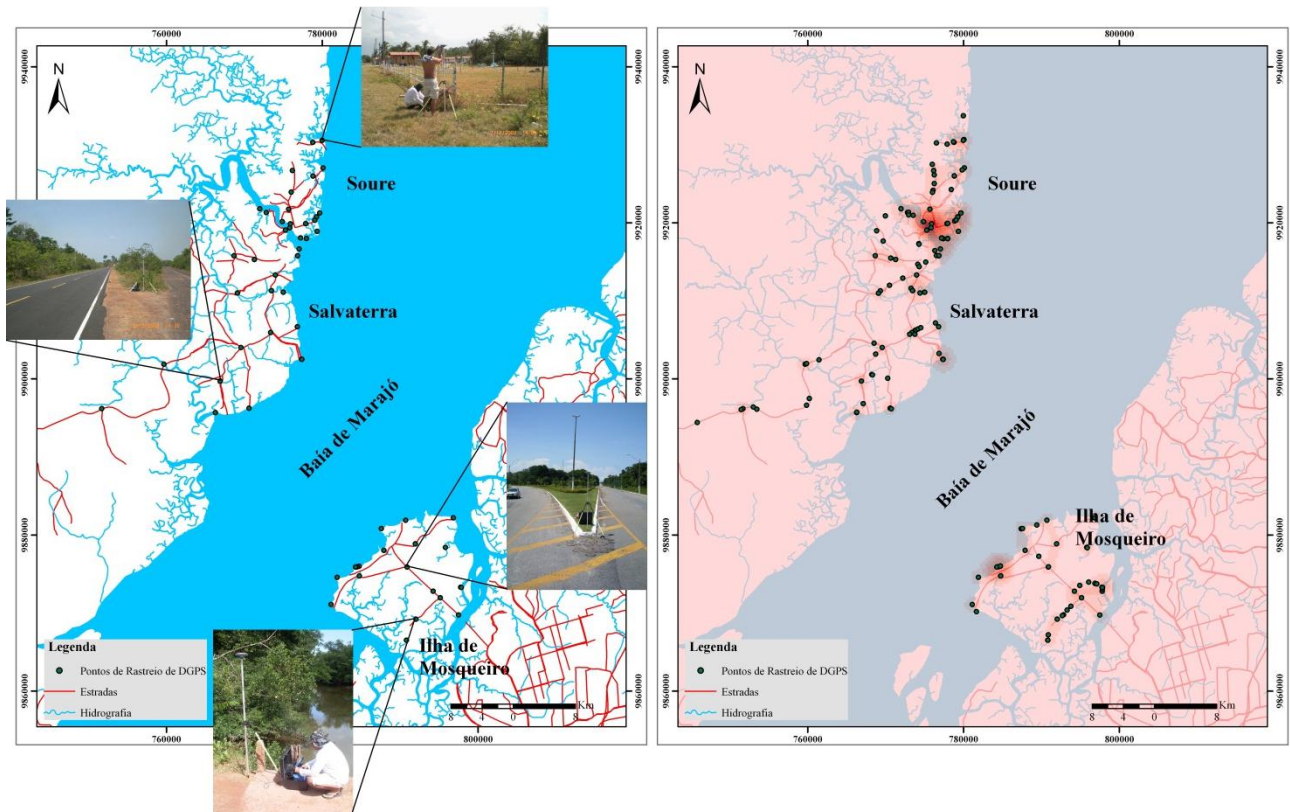 760000
780000
9940000
N
Soure
9920000
Salvaterra
9900000
Baía de Marajó
9880000
Ilha de
Mosqueiro
9860000
Legenda
Pontos de Rastreio de DGPS
Estradas
Hidrografia
8 4 0 8 Km
760000
800000
760000
780000
800000
9940000
9940000
N
Soure
9920000
9920000
Salvaterra
9900000
9900000
Baía de Marajó
Ilha de
Mosqueiro
9880000
9880000
9860000
9860000
Legenda
Pontos de Rastreio de DGPS
Estradas
Hidrografia
8 4 0 8
Km
760000
780000
800000